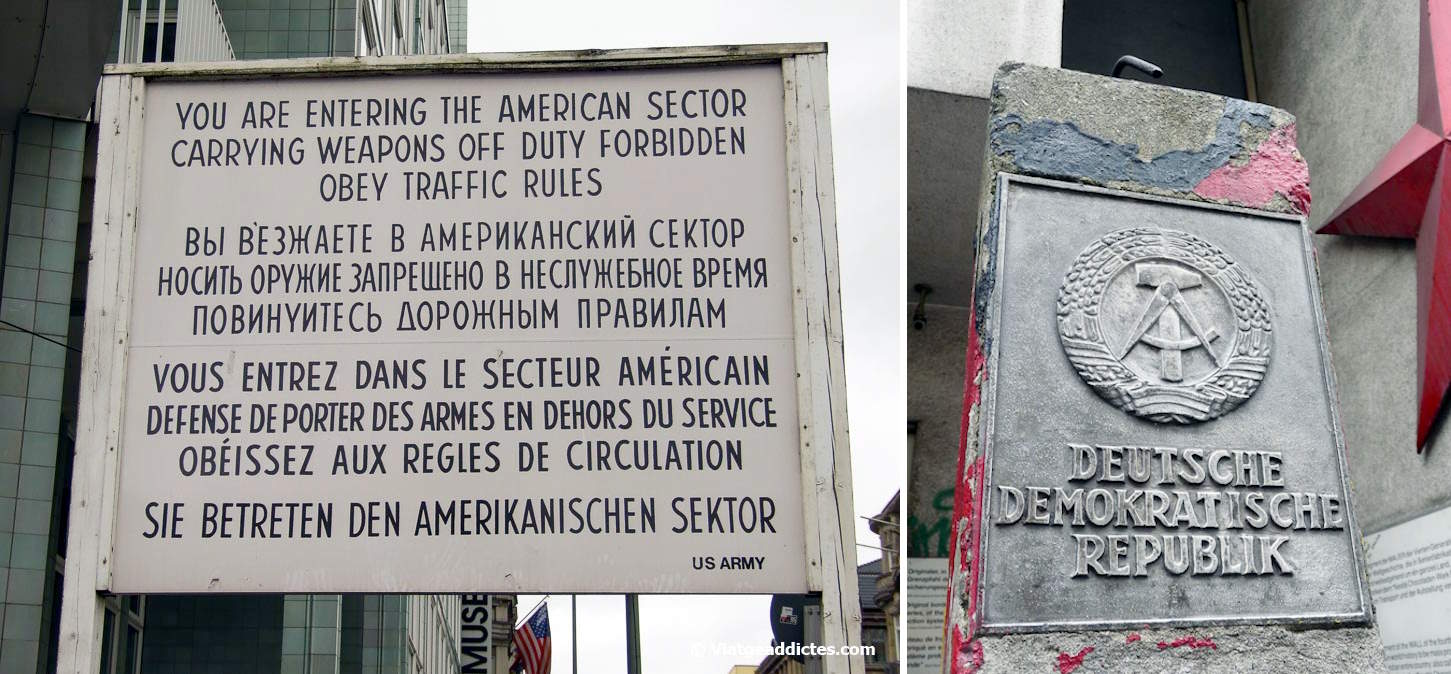 YOU ARE ENTERING THE AMERICAN SECTOR
CARRYING WEAPONS OFF DUTY FORBIDDEN
OBEY TRAFFIC RULES
ВЫ ВЪЕЗЖАЕТЕ В АМЕРИКАНСКИЙ СЕКТОР
НОСИТЬ ОРУЖИЕ ЗАПРЕЩЕНО В НЕСЛУЖЕБНОЕ ВРЕМЯ
ПОВИНУИТЕСЬ ДОРОЖНЫМ ПРАВИЛАМ
VOUS ENTREZ DANS LE SECTEUR AMÉRICAIN
DEFENSE DE PORTER DES ARMES EN DEHORS DU SERVICE
OBÉISSEZ AUX REGLES DE CIRCULATION
SIE BETRETEN DEN AMERIKANISCHEN SEKTOR
US ARMY
MUSE
© Viatgeaddictes.com
DEUTSCHE
DEMOKRATISCHE
REPUBLIK